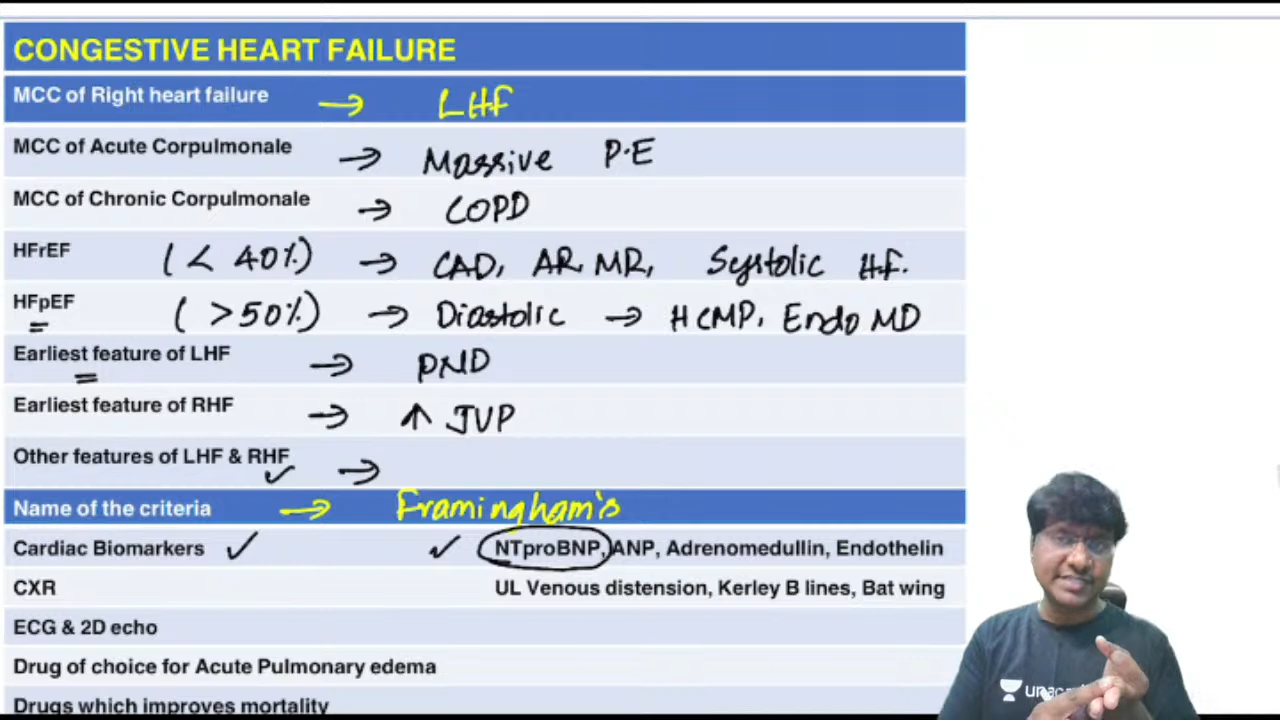 CONGESTIVE HEART FAILURE
MCC of Right heart failure → LHF
MCC of Acute Corpulmonale → Massive P.E
MCC of Chronic Corpulmonale → COPD
HFrEF (< 40%) → CAD, AR, MR, Systolic H.f.
HFpEF (>50%) → Diastolic → HCMP, Endo MD
Earliest feature of LHF → PND
Earliest feature of RHF → ↑ JVP
Other features of LHF & RHF →
Name of the criteria → Framingham's
Cardiac Biomarkers ✓ ✓ NTproBNP, ANP, Adrenomedullin, Endothelin
CXR UL Venous distension, Kerley B lines, Bat wing
ECG & 2D echo
Drug of choice for Acute Pulmonary edema
Drugs which improves mortality